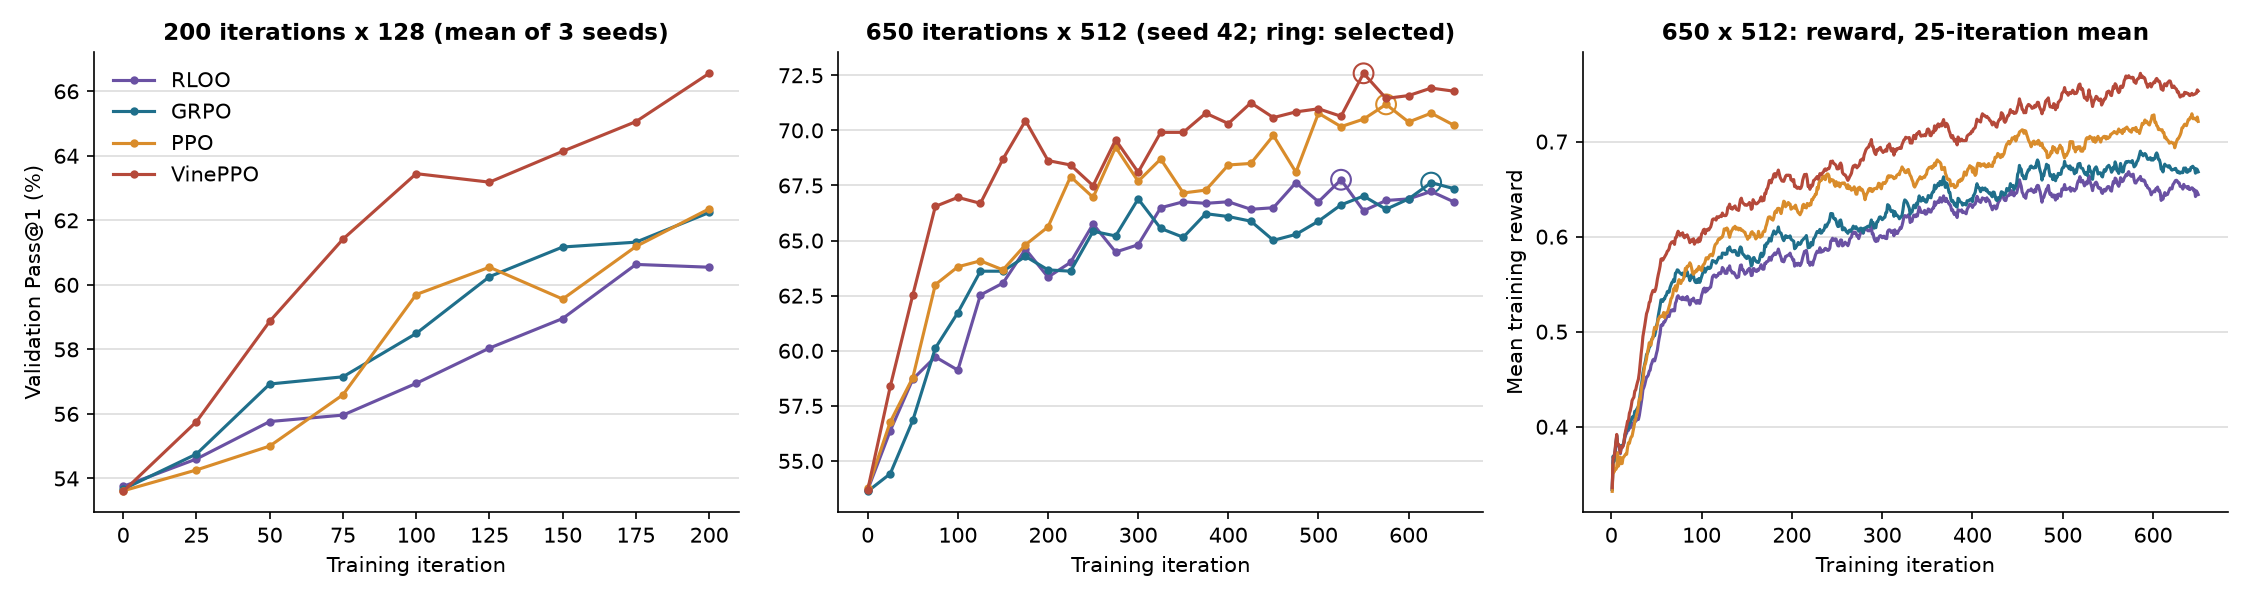 200 iterations x 128 (mean of 3 seeds)
Validation Pass@1 (%)
66
64
62
60
58
56
54
RLOO
GRPO
PPO
VinePPO
0 25 50 75 100 125 150 175 200
Training iteration
650 iterations x 512 (seed 42; ring: selected)
72.5
70.0
67.5
65.0
62.5
60.0
57.5
55.0
0 100 200 300 400 500 600
Training iteration
650 x 512: reward, 25-iteration mean
Mean training reward
0.7
0.6
0.5
0.4
0 100 200 300 400 500 600
Training iteration